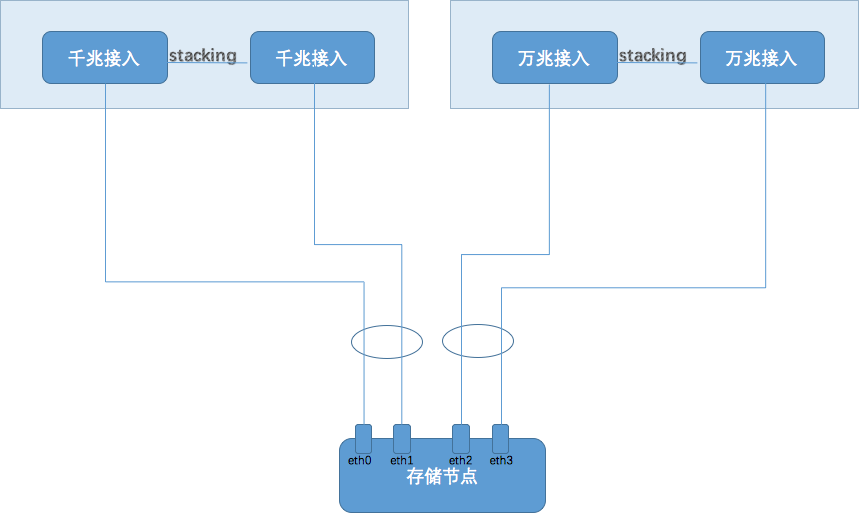 千兆接入
stacking
千兆接入
万兆接入
stacking
万兆接入
eth0
eth1
eth2
eth3
存储节点